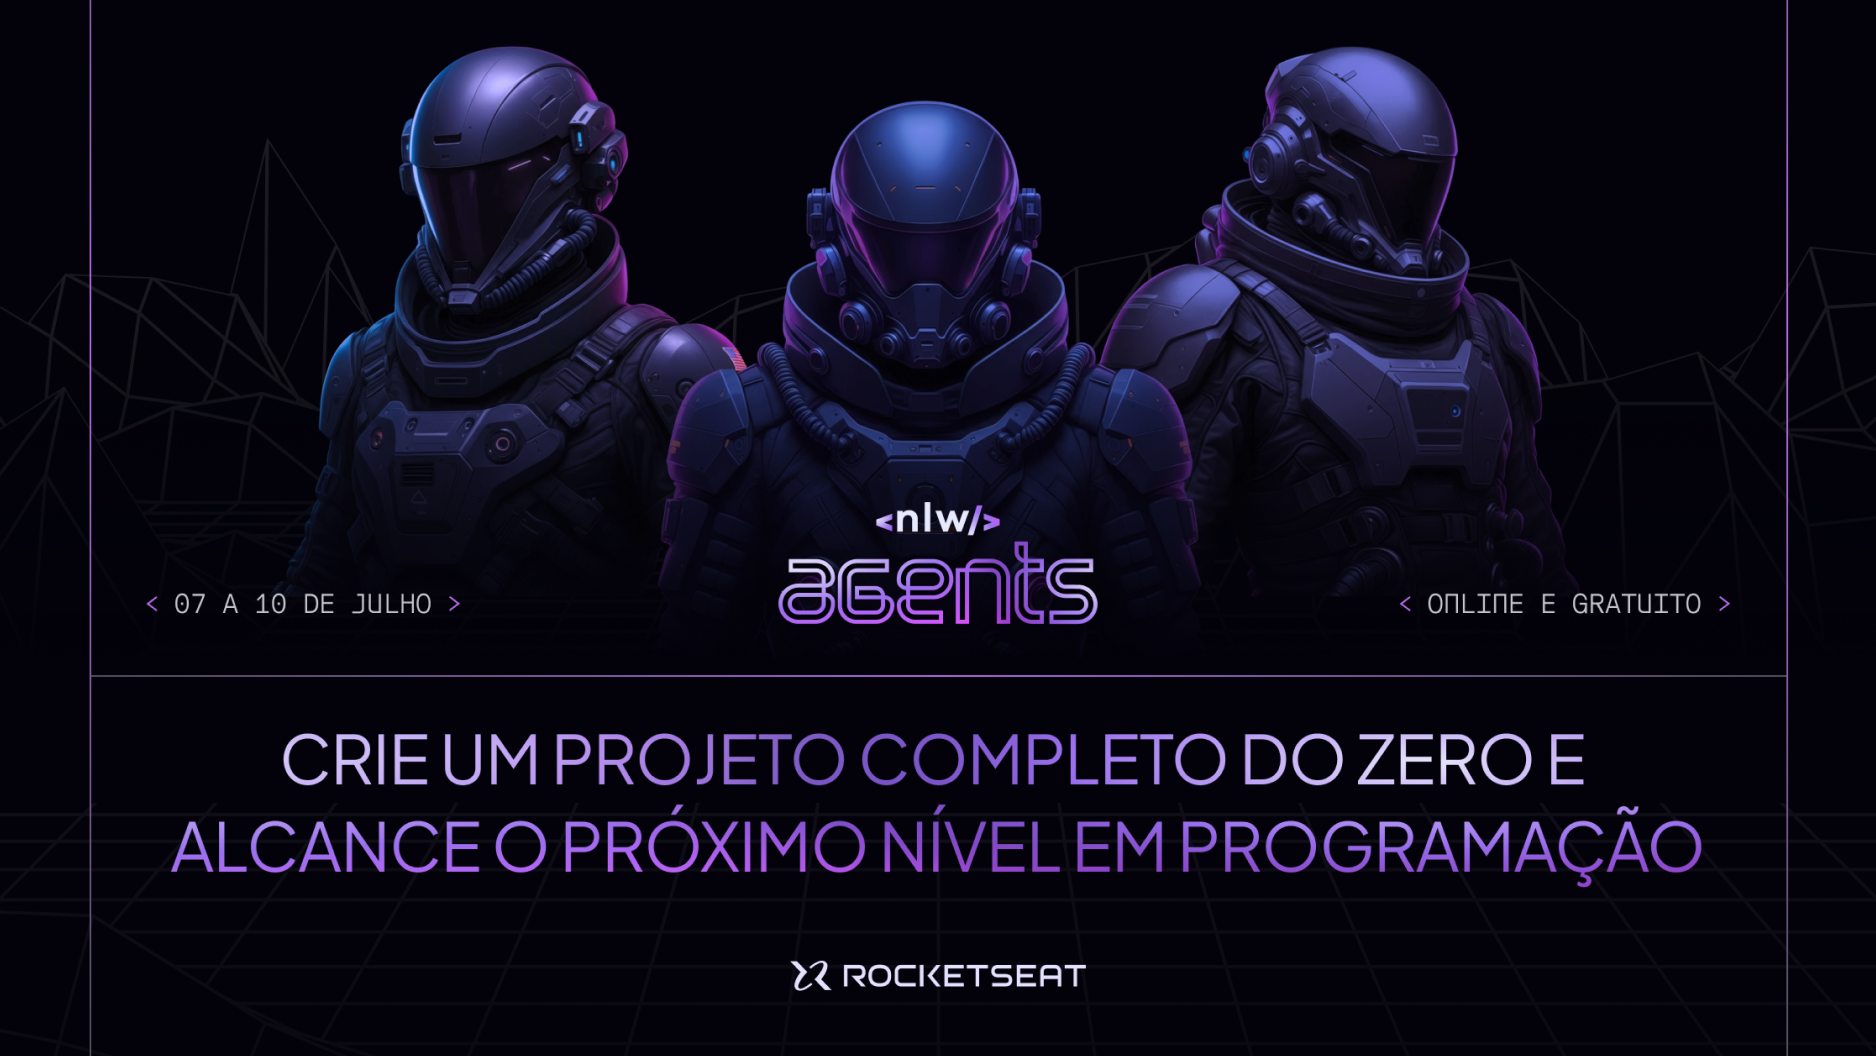 <nlw/>
agents
< 07 A 10 DE JULHO >
< ONLINE E GRATUITO >
CRIE UM PROJETO COMPLETO DO ZERO E
ALCANCE O PRÓXIMO NÍVEL EM PROGRAMAÇÃO
ROCKETSEAT